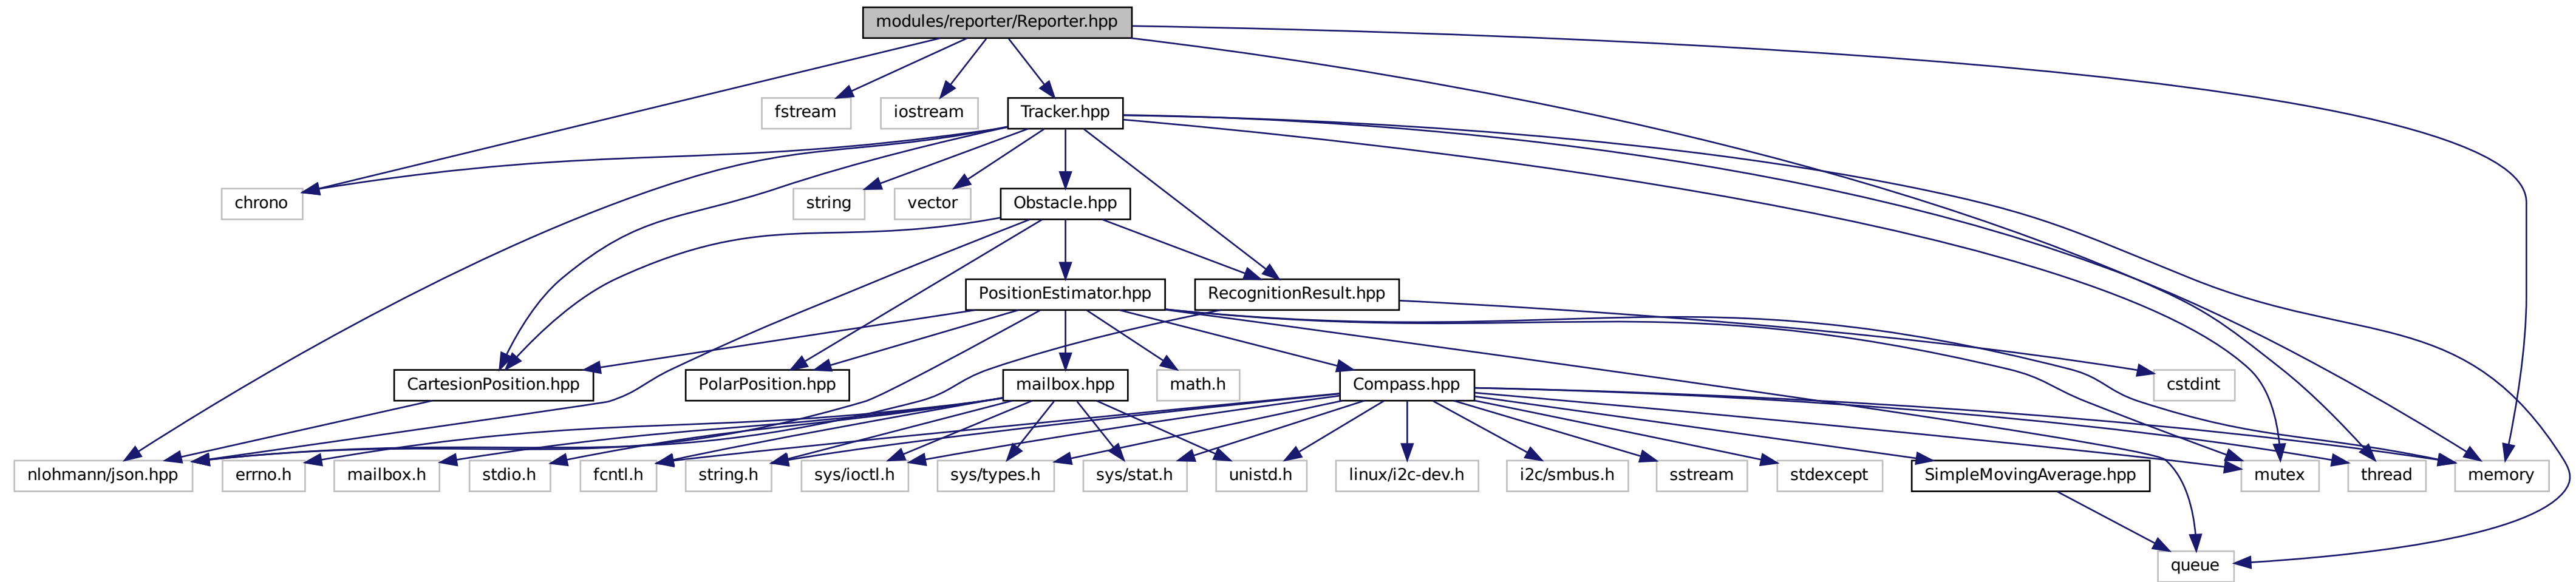 modules/reporter/Reporter.hpp
fstream
iostream
Tracker.hpp
chrono
string
vector
Obstacle.hpp
PositionEstimator.hpp
RecognitionResult.hpp
CartesionPosition.hpp
PolarPosition.hpp
mailbox.hpp
math.h
Compass.hpp
cstdint
nlohmann/json.hpp
errno.h
mailbox.h
stdio.h
fcntl.h
string.h
sys/ioctl.h
sys/types.h
sys/stat.h
unistd.h
linux/i2c-dev.h
i2c/smbus.h
sstream
stdexcept
SimpleMovingAverage.hpp
mutex
thread
memory
queue